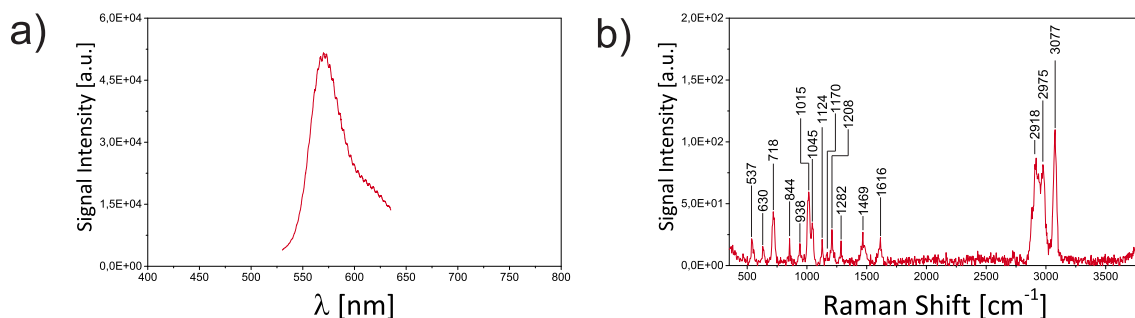 a)
Signal Intensity [a.u.]
6,0E+04
4,5E+04
3,0E+04
1,5E+04
0,0E+00
400 450 500 550 600 650 700 750 800
λ [nm]
b)
Signal Intensity [a.u.]
2,0E+02
1,5E+02
1,0E+02
5,0E+01
0,0E+00
537
630
718
844
938
1015
1045
1124
1170
1208
1282
1469
1616
2918
2975
3077
500 1000 1500 2000 2500 3000 3500
Raman Shift [cm⁻¹]